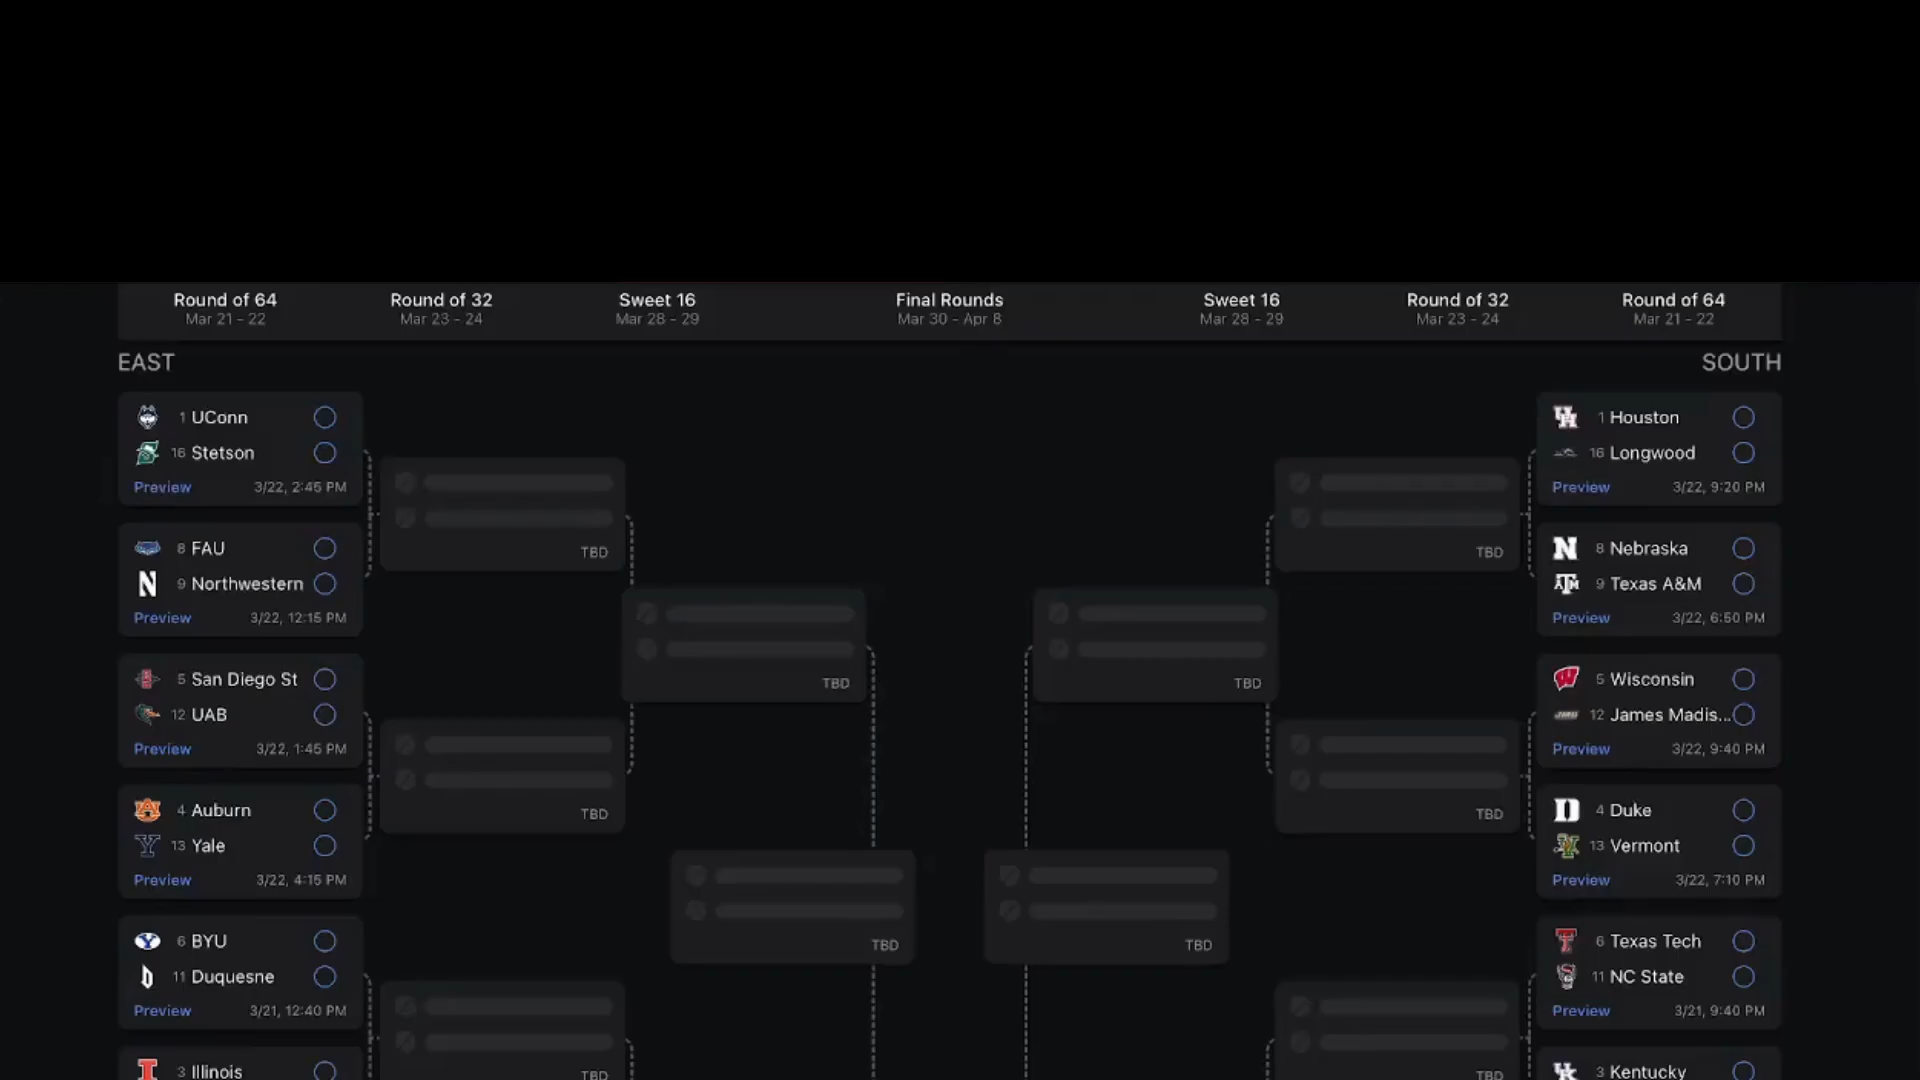 Round of 64
Mar 21 - 22
Round of 32
Mar 23 - 24
Sweet 16
Mar 28 - 29
Final Rounds
Mar 30 - Apr 8
Sweet 16
Mar 28 - 29
Round of 32
Mar 23 - 24
Round of 64
Mar 21 - 22
EAST
1 UConn
16 Stetson
Preview 3/22, 2:45 PM
8 FAU
9 Northwestern
Preview 3/22, 12:15 PM
5 San Diego St
12 UAB
Preview 3/22, 1:45 PM
4 Auburn
13 Yale
Preview 3/22, 4:15 PM
6 BYU
11 Duquesne
Preview 3/21, 12:40 PM
3 Illinois
TBD
TBD
TBD
TBD
TBD
TBD
TBD
TBD
TBD
TBD
SOUTH
1 Houston
16 Longwood
Preview 3/22, 9:20 PM
8 Nebraska
9 Texas A&M
Preview 3/22, 6:50 PM
5 Wisconsin
12 James Madis...
Preview 3/22, 9:40 PM
4 Duke
13 Vermont
Preview 3/22, 7:10 PM
6 Texas Tech
11 NC State
Preview 3/21, 9:40 PM
3 Kentucky